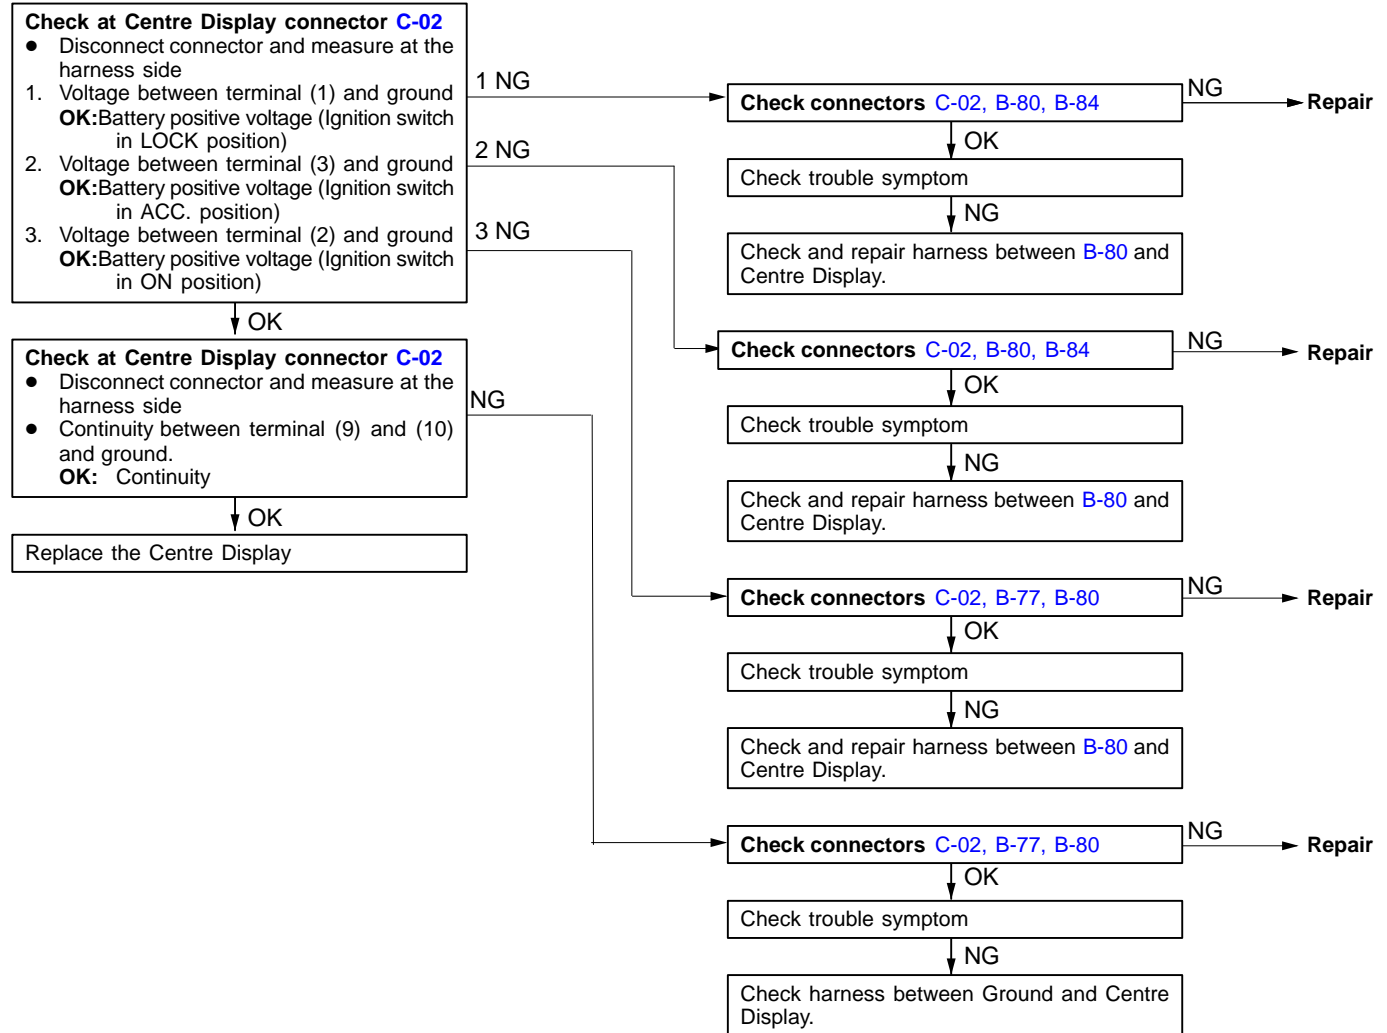 Check at Centre Display connector C-02
● Disconnect connector and measure at the
harness side
1. Voltage between terminal (1) and ground
OK:Battery positive voltage (Ignition switch
in LOCK position)
2. Voltage between terminal (3) and ground
OK:Battery positive voltage (Ignition switch
in ACC. position)
3. Voltage between terminal (2) and ground
OK:Battery positive voltage (Ignition switch
in ON position)
OK
Check at Centre Display connector C-02
● Disconnect connector and measure at the
harness side
● Continuity between terminal (9) and (10)
and ground.
OK: Continuity
OK
Replace the Centre Display
1 NG
2 NG
3 NG
NG
Check connectors C-02, B-80, B-84
NG
Repair
OK
Check trouble symptom
NG
Check and repair harness between B-80 and
Centre Display.
Check connectors C-02, B-80, B-84
NG
Repair
OK
Check trouble symptom
NG
Check and repair harness between B-80 and
Centre Display.
Check connectors C-02, B-77, B-80
NG
Repair
OK
Check trouble symptom
NG
Check and repair harness between B-80 and
Centre Display.
Check connectors C-02, B-77, B-80
NG
Repair
OK
Check trouble symptom
NG
Check harness between Ground and Centre
Display.